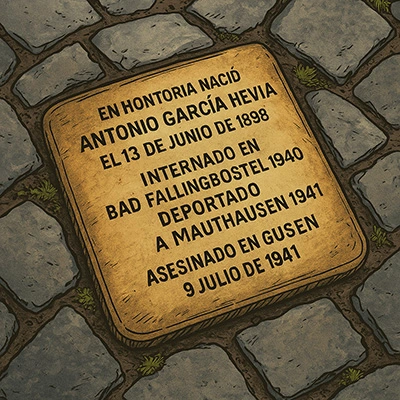 EN HONTORIA NACIÓ
ANTONIO GARCÍA HEVIA
EL 13 DE JUNIO DE 1898
INTERNADO EN
BAD FALLINGBOSTEL 1940
DEPORTADO
A MAUTHAUSEN 1941
ASESINADO EN GUSEN
9 JULIO DE 1941